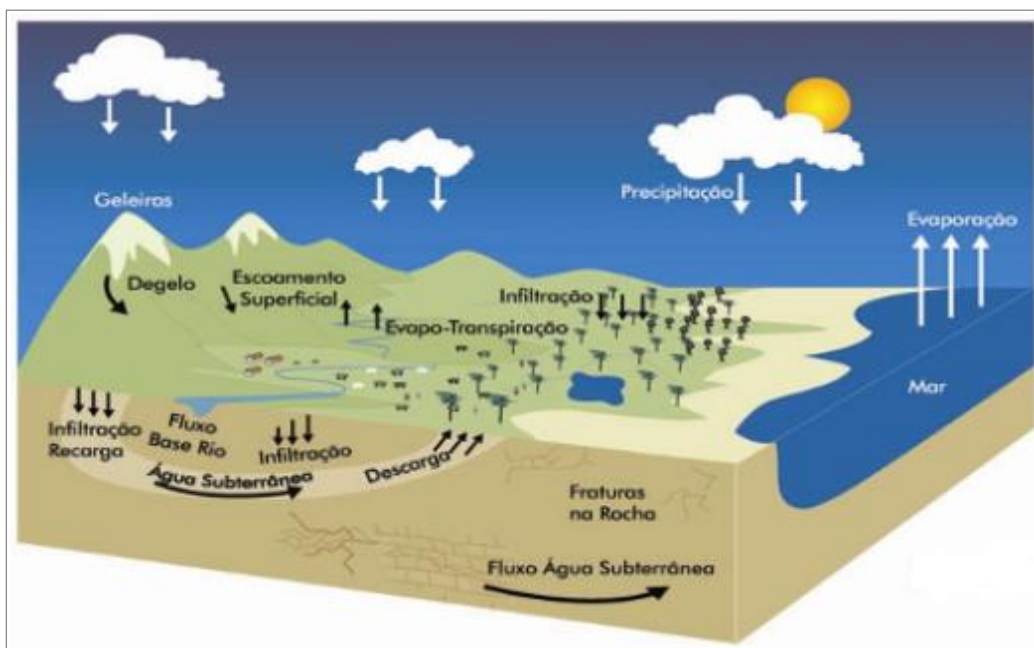 Geleiras
Precipitação
Evaporação
Degelo
Escoamento
Superficial
Infiltração
Evapo-Transpiração
Mar
Infiltração
Recarga
Fluxo
Base Rio
Infiltração
Descarga
Água Subterrânea
Fraturas
na Rocha
Fluxo Água Subterrânea